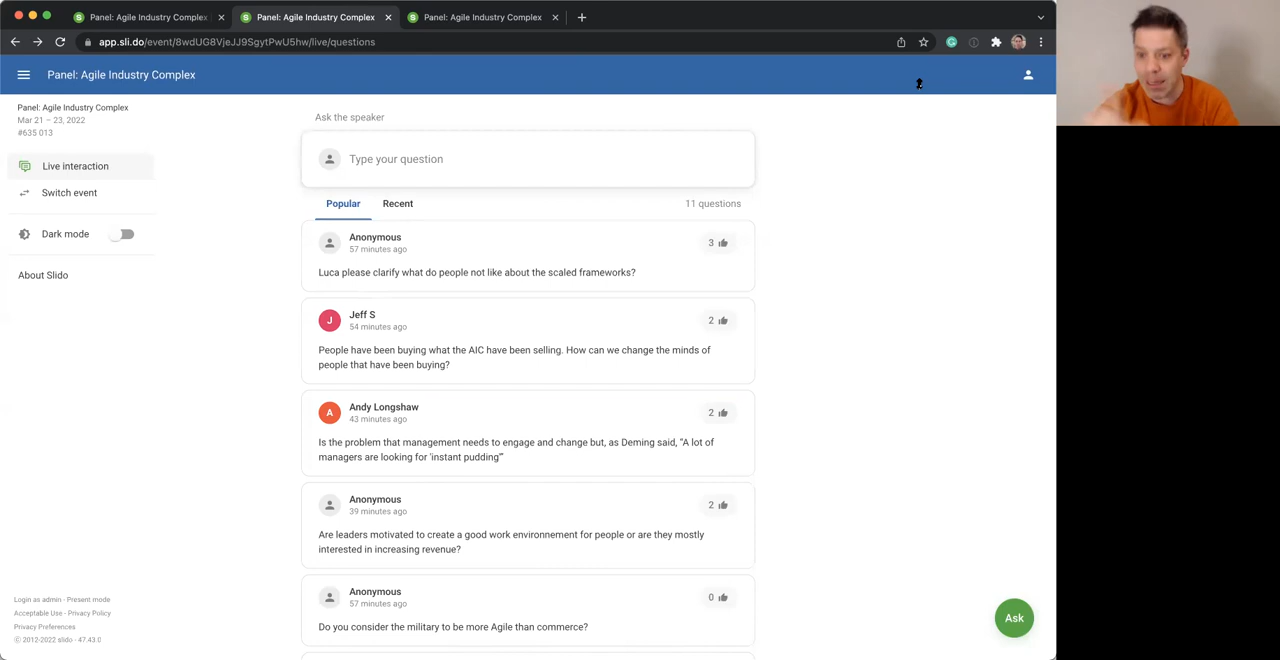 Panel: Agile Industry Complex
Panel: Agile Industry Complex
Panel: Agile Industry Complex
app.sli.do/event/8wdUG8VjeJJ9SgytPwU5hw/live/questions
Panel: Agile Industry Complex
Panel: Agile Industry Complex
Mar 21 – 23, 2022
#635 013
Live interaction
Switch event
Dark mode
About Slido
Login as admin - Present mode
Acceptable Use - Privacy Policy
Privacy Preferences
© 2012-2022 slido - 47.43.0
Ask the speaker
Type your question
Popular
Recent
11 questions
Anonymous
57 minutes ago
3
Luca please clarify what do people not like about the scaled frameworks?
J
Jeff S
54 minutes ago
2
People have been buying what the AIC have been selling. How can we change the minds of
people that have been buying?
A
Andy Longshaw
43 minutes ago
2
Is the problem that management needs to engage and change but, as Deming said, "A lot of
managers are looking for 'instant pudding'"
Anonymous
39 minutes ago
2
Are leaders motivated to create a good work environnement for people or are they mostly
interested in increasing revenue?
Anonymous
57 minutes ago
0
Do you consider the military to be more Agile than commerce?
Ask